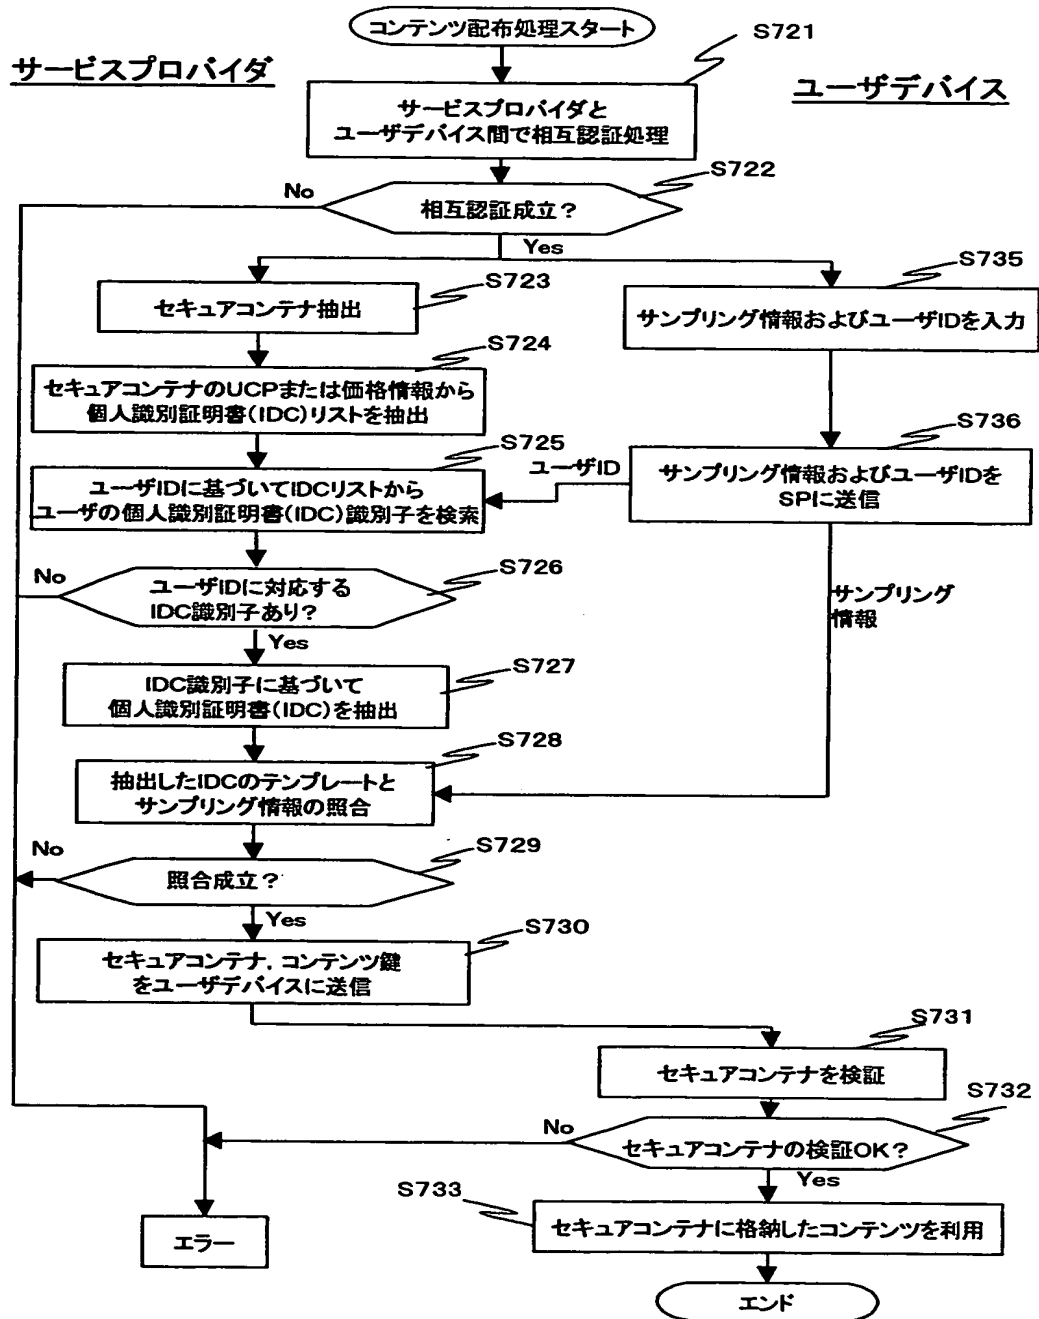 コンテンツ配布処理スタート
S721
サービスプロバイダ
ユーザデバイス
サービスプロバイダと
ユーザデバイス間で相互認証処理
S722
No
相互認証成立？
Yes
S723
S735
セキュアコンテナ抽出
サンプリング情報およびユーザIDを入力
S724
セキュアコンテナのUCPまたは価格情報から
個人識別証明書(IDC)リストを抽出
S736
S725
ユーザID
サンプリング情報およびユーザIDを
SPに送信
ユーザIDに基づいてIDCリストから
ユーザの個人識別証明書(IDC)識別子を検索
No
S726
ユーザIDに対応する
IDC識別子あり？
サンプリング
情報
Yes
S727
IDC識別子に基づいて
個人識別証明書(IDC)を抽出
S728
抽出したIDCのテンプレートと
サンプリング情報の照合
No
S729
照合成立？
Yes
S730
セキュアコンテナ，コンテンツ鍵
をユーザデバイスに送信
S731
セキュアコンテナを検証
S732
No
セキュアコンテナの検証OK？
Yes
S733
セキュアコンテナに格納したコンテンツを利用
エラー
エンド